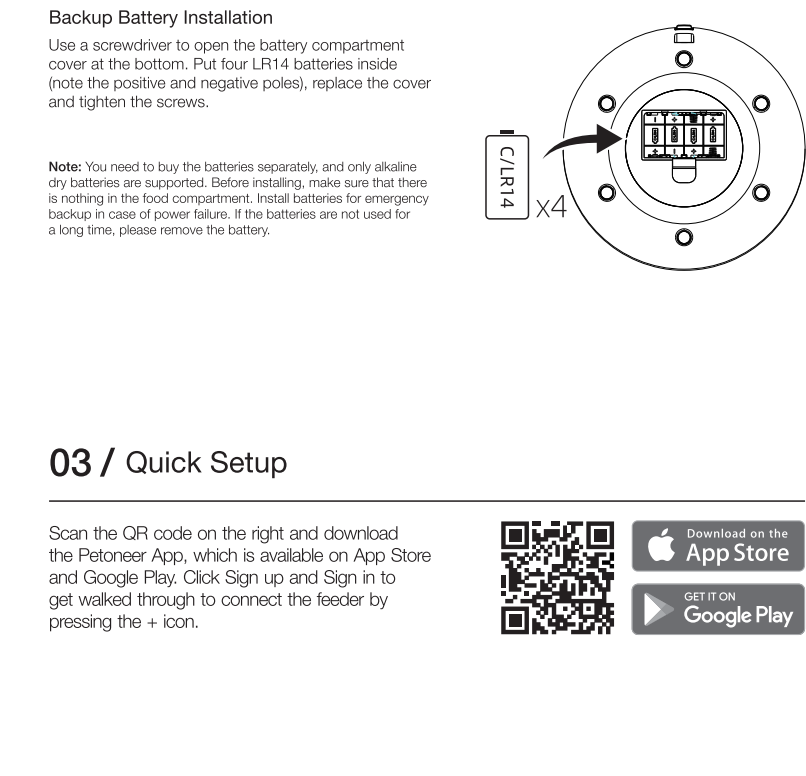 Backup Battery Installation
Use a screwdriver to open the battery compartment
cover at the bottom. Put four LR14 batteries inside
(note the positive and negative poles), replace the cover
and tighten the screws.
Note: You need to buy the batteries separately, and only alkaline
dry batteries are supported. Before installing, make sure that there
is nothing in the food compartment. Install batteries for emergency
backup in case of power failure. If the batteries are not used for
a long time, please remove the battery.
C/LR14
x4
03 / Quick Setup
Scan the QR code on the right and download
the Petoneer App, which is available on App Store
and Google Play. Click Sign up and Sign in to
get walked through to connect the feeder by
pressing the + icon.
Download on the
App Store
GET IT ON
Google Play